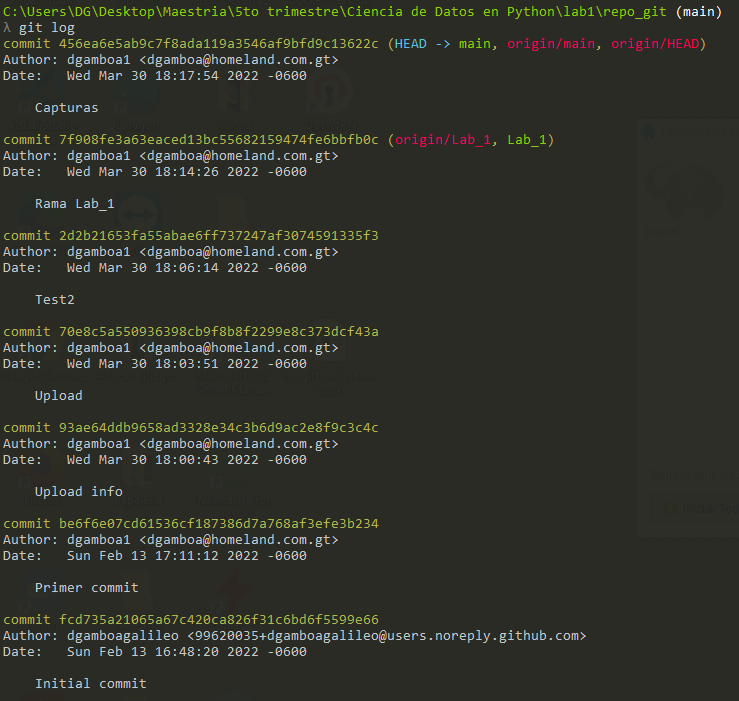 C:\Users\DG\Desktop\Maestria\5to trimestre\Ciencia de Datos en Python\lab1\repo_git (main)
λ git log
commit 456ea6e5ab9c7f8ada119a3546af9bfd9c13622c (HEAD -> main, origin/main, origin/HEAD)
Author: dgamboa1 <dgamboa@homeland.com.gt>
Date:   Wed Mar 30 18:17:54 2022 -0600
    Capturas
commit 7f908fe3a63eaced13bc55682159474fe6bbfb0c (origin/Lab_1, Lab_1)
Author: dgamboa1 <dgamboa@homeland.com.gt>
Date:   Wed Mar 30 18:14:26 2022 -0600
    Rama Lab_1
commit 2d2b21653fa55abae6ff737247af3074591335f3
Author: dgamboa1 <dgamboa@homeland.com.gt>
Date:   Wed Mar 30 18:06:14 2022 -0600
    Test2
commit 70e8c5a550936398cb9f8b8f2299e8c373dcf43a
Author: dgamboa1 <dgamboa@homeland.com.gt>
Date:   Wed Mar 30 18:03:51 2022 -0600
    Upload
commit 93ae64ddb9658ad3328e34c3b6d9ac2e8f9c3c4c
Author: dgamboa1 <dgamboa@homeland.com.gt>
Date:   Wed Mar 30 18:00:43 2022 -0600
    Upload info
commit be6f6e07cd61536cf187386d7a768af3efe3b234
Author: dgamboa1 <dgamboa@homeland.com.gt>
Date:   Sun Feb 13 17:11:12 2022 -0600
    Primer commit
commit fcd735a21065a67c420ca826f31c6bd6f5599e66
Author: dgamboagalileo <99620035+dgamboagalileo@users.noreply.github.com>
Date:   Sun Feb 13 16:48:20 2022 -0600
    Initial commit